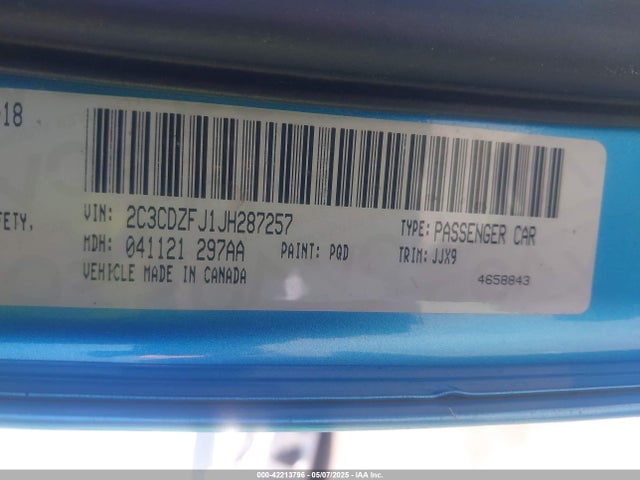 -18
FETY,
VIN: 2C3CDZFJ1JH287257
TYPE: PASSENGER CAR
MDH: 041121 297AA
PAINT: PQD
TRIM: JJX9
VEHICLE MADE IN CANADA
4658843
000-42213796 - 05/07/2025 - IAA Inc.